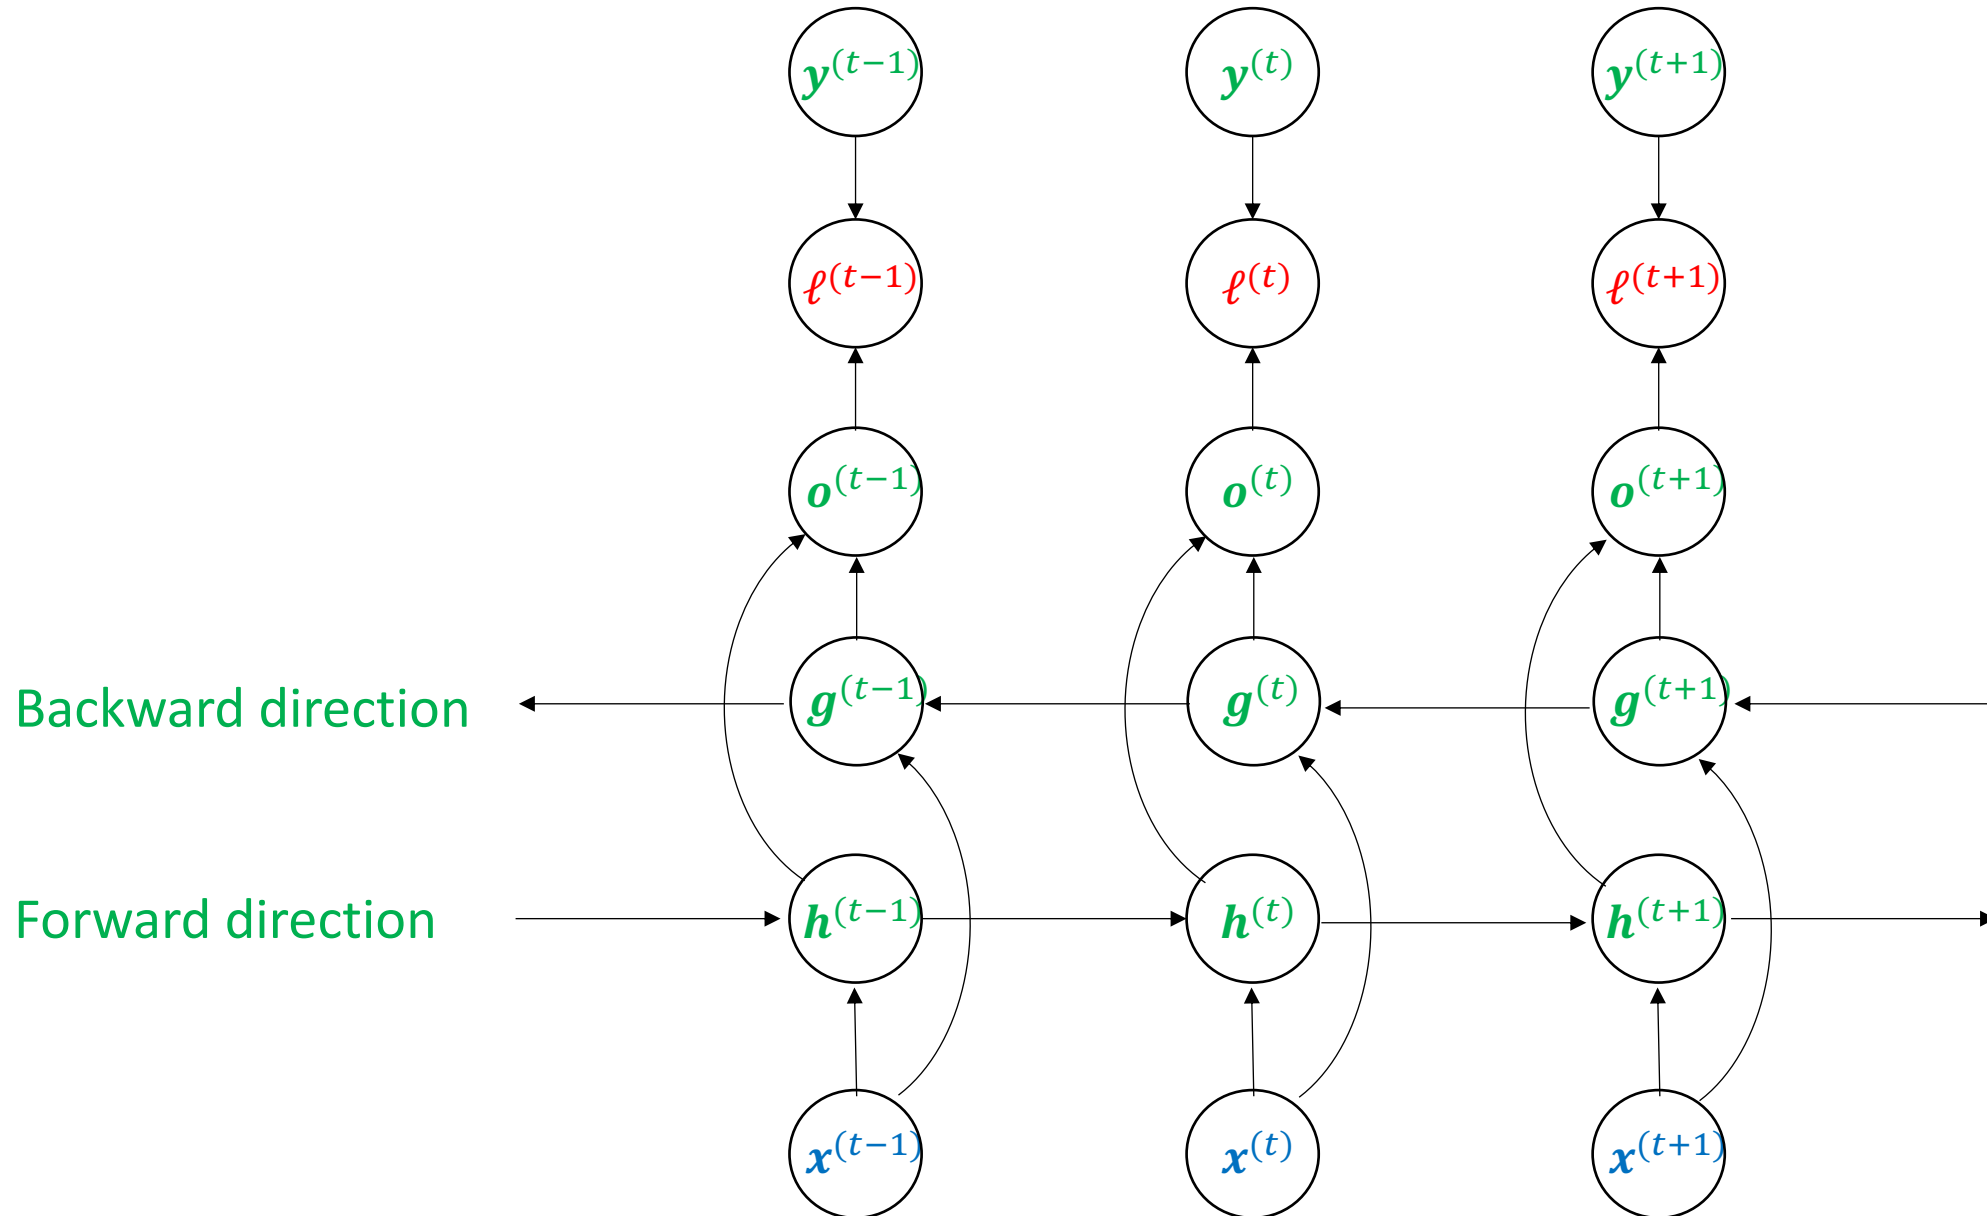 𝒚^(t−1) 𝒚^(t) 𝒚^(t+1)
ℓ^(t−1) ℓ^(t) ℓ^(t+1)
𝒐^(t−1) 𝒐^(t) 𝒐^(t+1)
Backward direction 𝒈^(t−1) 𝒈^(t) 𝒈^(t+1)
Forward direction 𝒉^(t−1) 𝒉^(t) 𝒉^(t+1)
𝒙^(t−1) 𝒙^(t) 𝒙^(t+1)